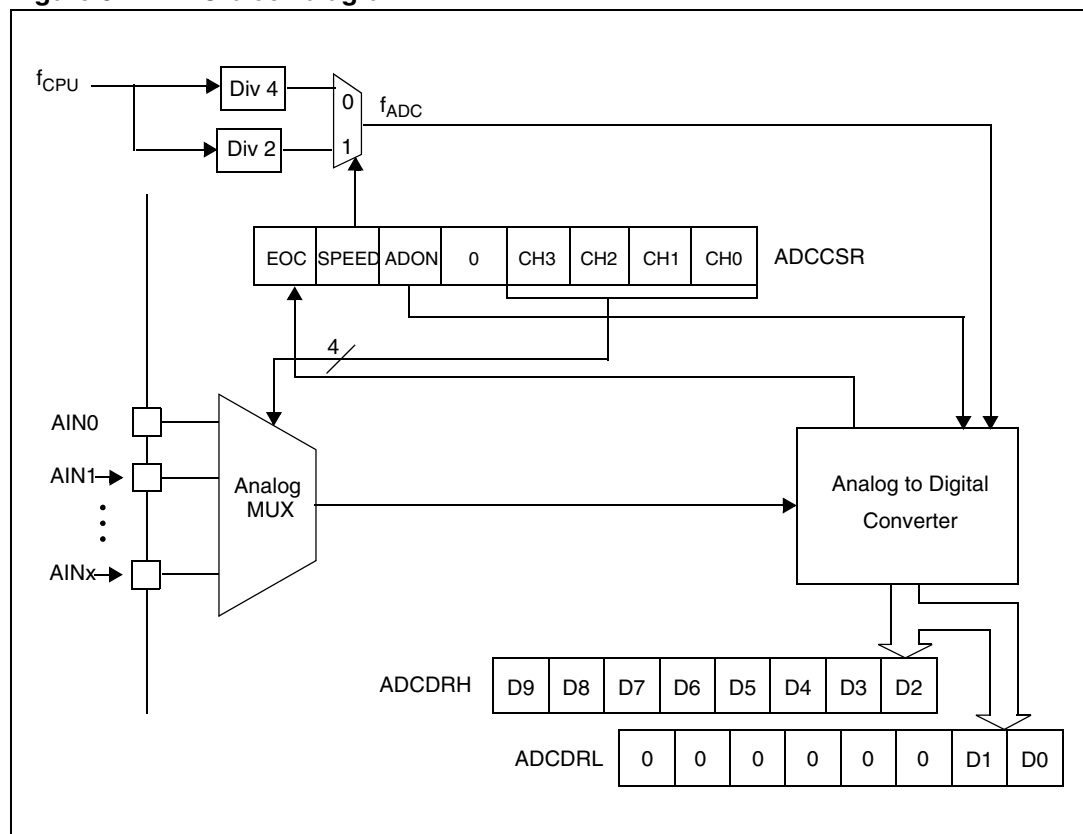 f_CPU
Div 4
0
f_ADC
Div 2
1
EOC SPEED ADON 0 CH3 CH2 CH1 CH0 ADCCSR
4
AIN0
AIN1
Analog
MUX
AINx
Analog to Digital
Converter
ADCDRH D9 D8 D7 D6 D5 D4 D3 D2
ADCDRL 0 0 0 0 0 0 D1 D0